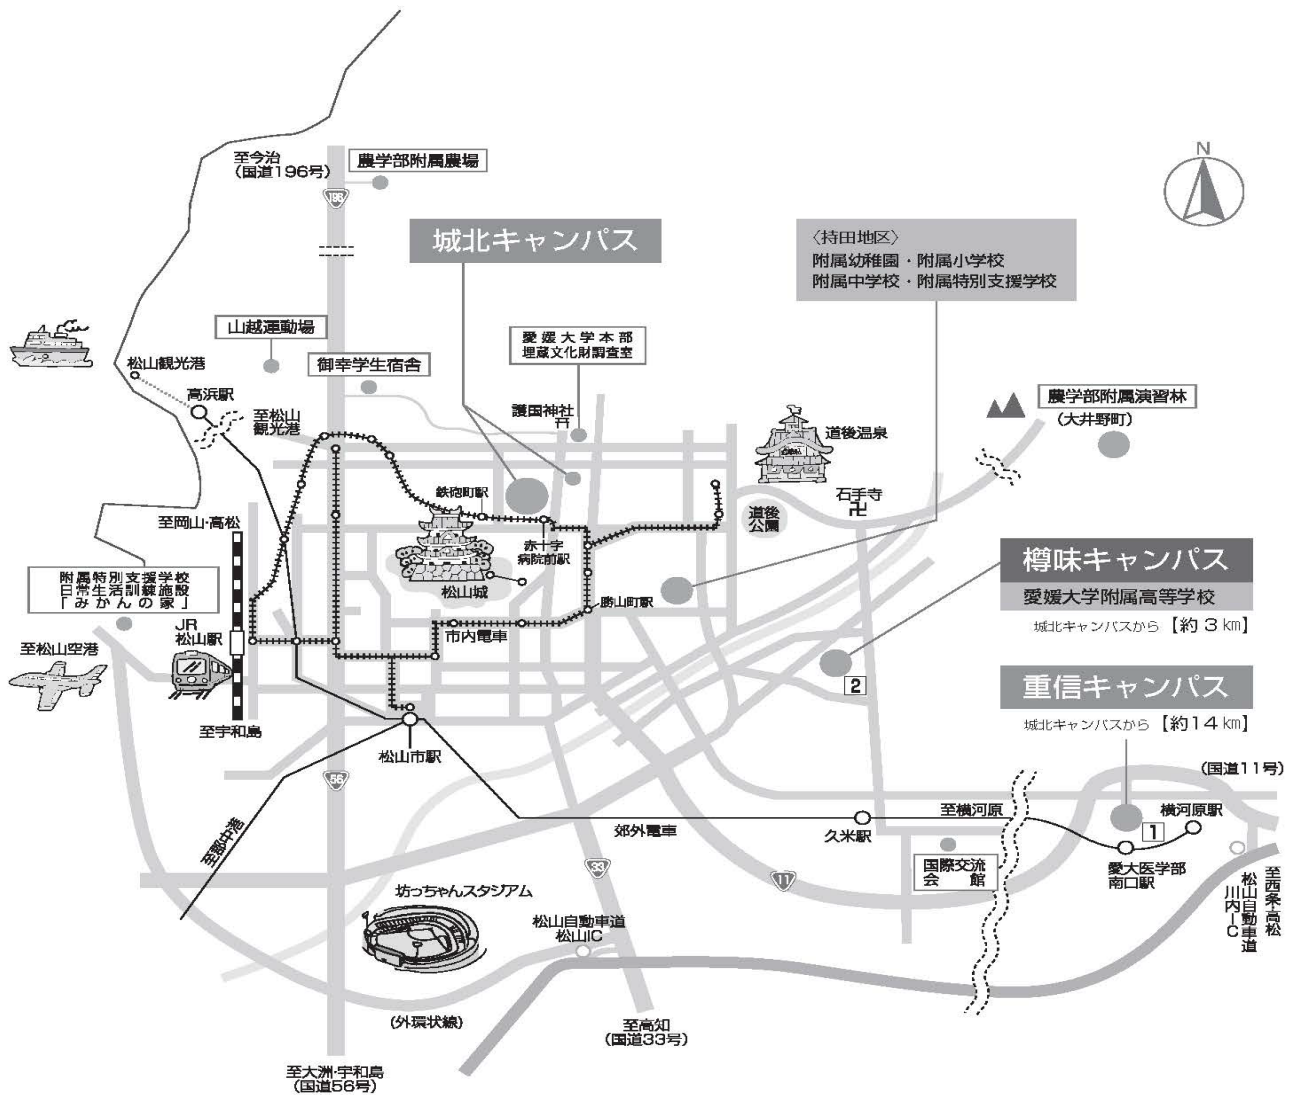 N
至今治
(国道196号)
農学部附属農場
196
城北キャンパス
〈持田地区〉
附属幼稚園・附属小学校
附属中学校・附属特別支援学校
山越運動場
愛媛大学本部
埋蔵文化財調査室
御幸学生宿舎
松山観光港
高浜駅
至松山
観光港
護国神社
道後温泉
農学部附属演習林
(大井野町)
鉄砲町駅
石手寺
卍
道後
公園
至岡山・高松
赤十字
病院前駅
松山城
勝山町駅
市内電車
樽味キャンパス
愛媛大学附属高等学校
城北キャンパスから【約3㎞】
附属特別支援学校
日常生活訓練施設
「みかんの家」
JR
松山駅
至松山空港
至宇和島
2
重信キャンパス
城北キャンパスから【約14㎞】
松山市駅
56
(国道11号)
至郡中港
郊外電車
久米駅
至横河原
横河原駅
1
愛大医学部
南口駅
国際交流
会館
33
11
坊っちゃんスタジアム
松山自動車道
松山IC
至西条・高松
松山自動車道
川内IC
(外環状線)
至高知
(国道33号)
至大洲・宇和島
(国道56号)